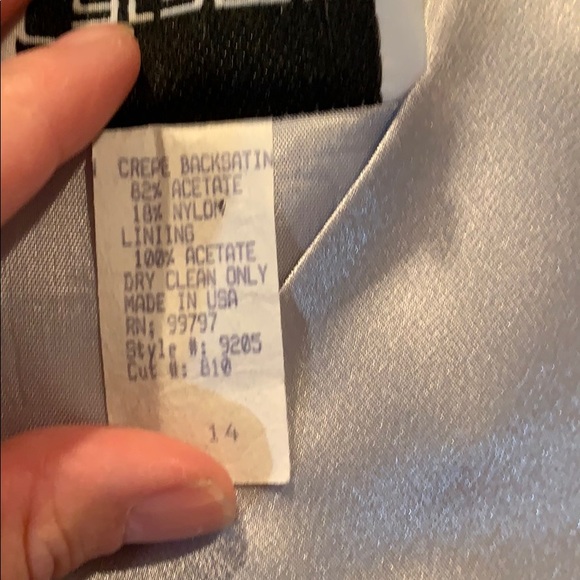 CREPE BACKSATIN
82% ACETATE
18% NYLON
LINIING
100% ACETATE
DRY CLEAN ONLY
MADE IN USA
RN; 99797
Style #: 9205
Cut #: 810
14